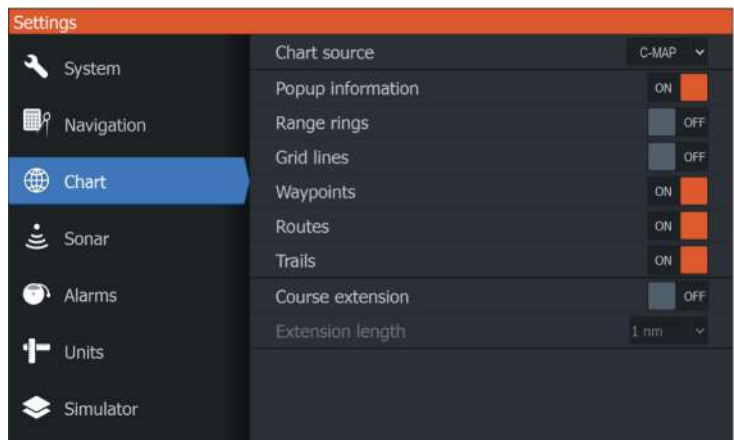 Settings
System
Navigation
Chart
Sonar
Alarms
Units
Simulator
Chart source C-MAP
Popup information ON
Range rings OFF
Grid lines OFF
Waypoints ON
Routes ON
Trails ON
Course extension OFF
Extension length 1 nm